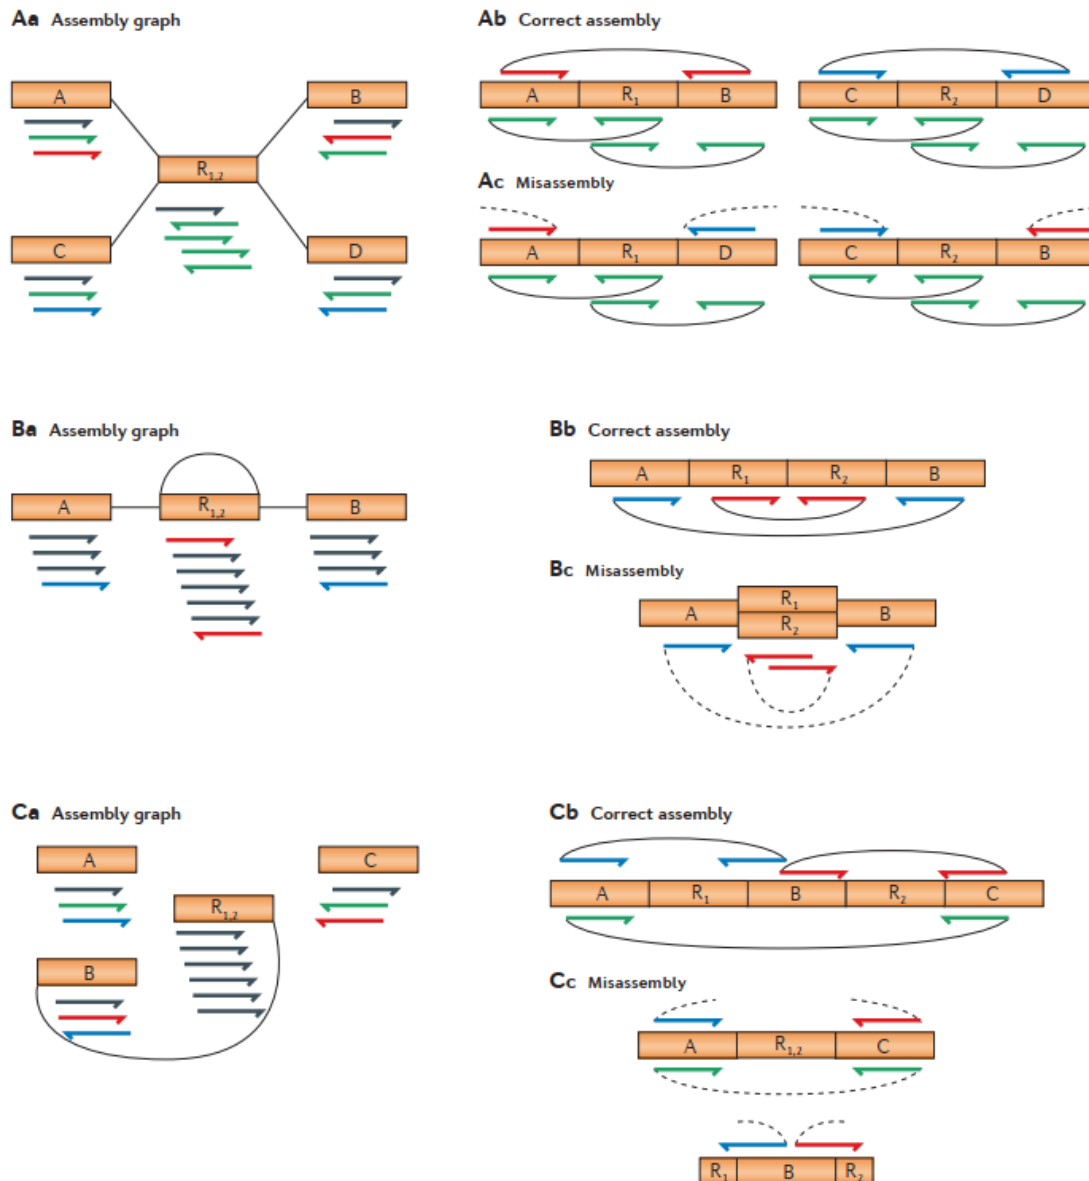 Aa Assembly graph
A
B
R1,2
C
D
Ab Correct assembly
A R1 B
C R2 D
Ac Misassembly
A R1 D
C R2 B
Ba Assembly graph
A R1,2 B
Bb Correct assembly
A R1 R2 B
Bc Misassembly
R1
A B
R2
Ca Assembly graph
A
C
R1,2
B
Cb Correct assembly
A R1 B R2 C
Cc Misassembly
A R1,2 C
R1 B R2